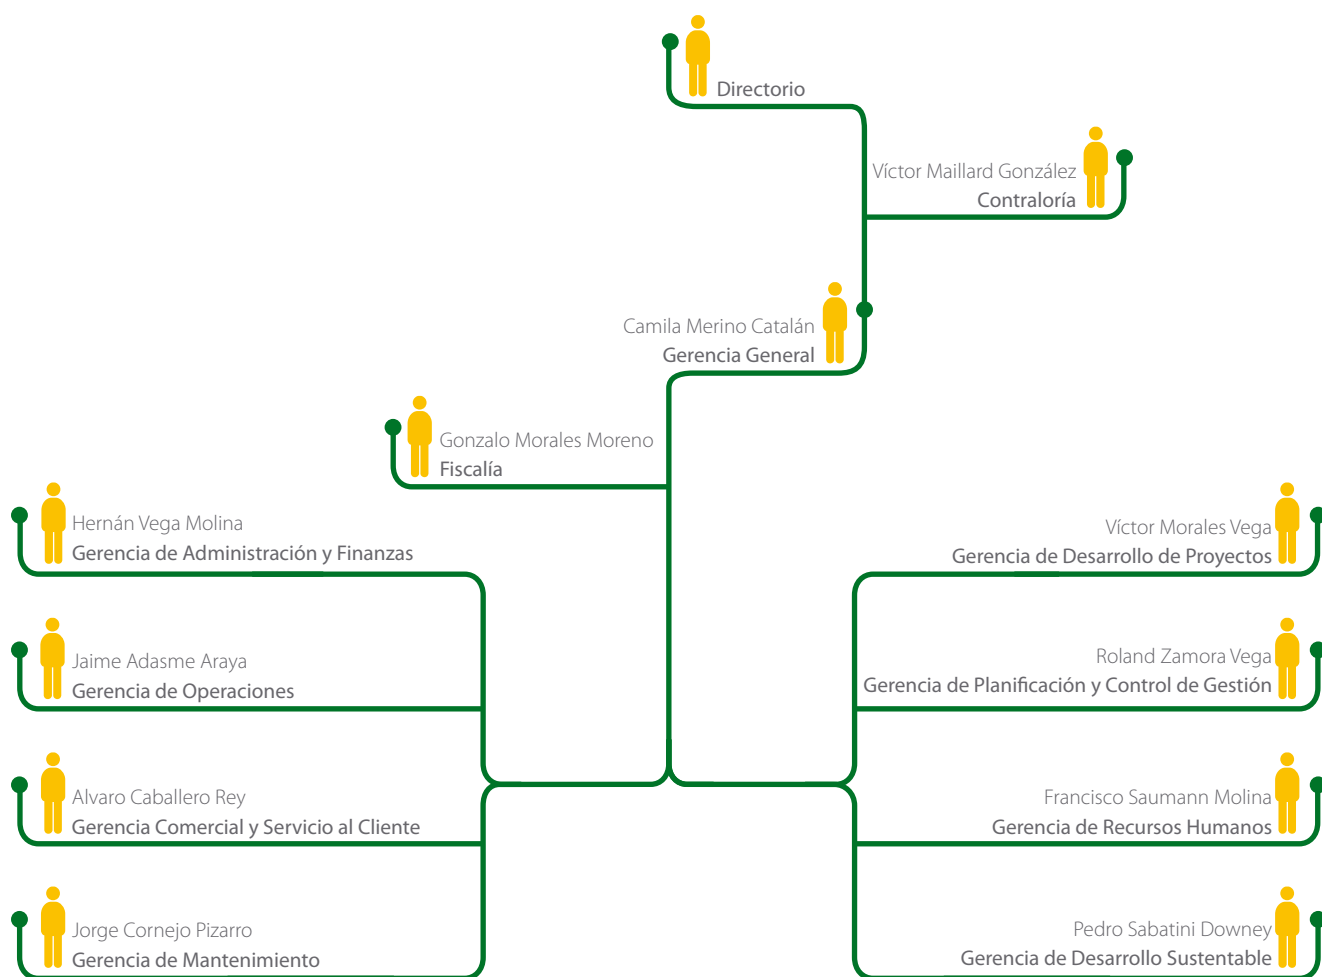 Directorio
Víctor Maillard González
Contraloría
Camila Merino Catalán
Gerencia General
Gonzalo Morales Moreno
Fiscalía
Hernán Vega Molina
Gerencia de Administración y Finanzas
Jaime Adasme Araya
Gerencia de Operaciones
Alvaro Caballero Rey
Gerencia Comercial y Servicio al Cliente
Jorge Cornejo Pizarro
Gerencia de Mantenimiento
Víctor Morales Vega
Gerencia de Desarrollo de Proyectos
Roland Zamora Vega
Gerencia de Planificación y Control de Gestión
Francisco Saumann Molina
Gerencia de Recursos Humanos
Pedro Sabatini Downey
Gerencia de Desarrollo Sustentable